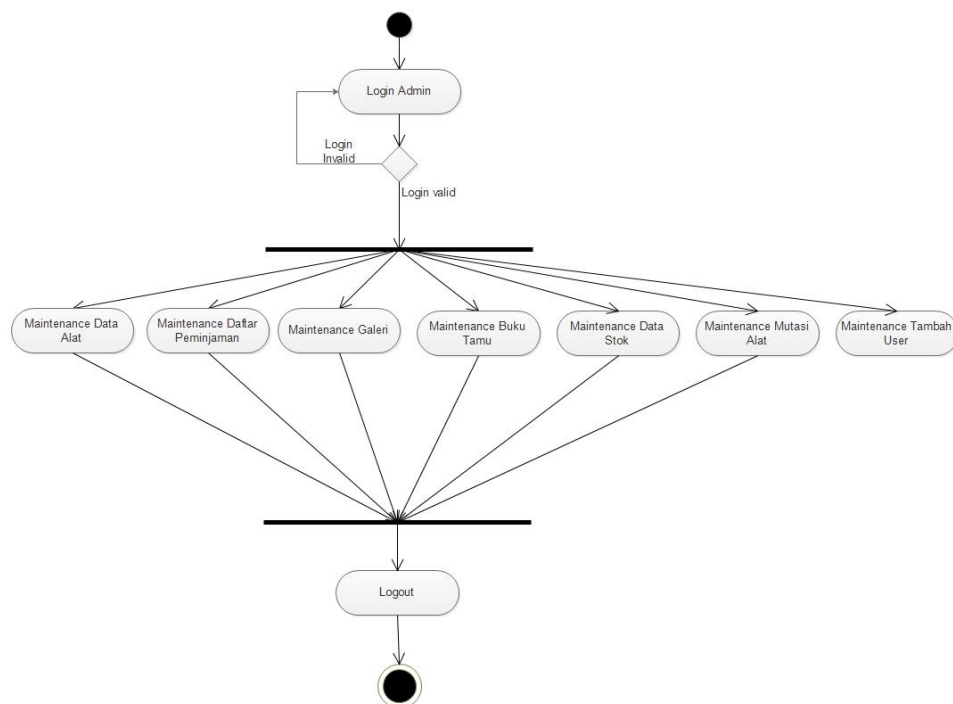 Login Admin
Login
Invalid
Login valid
Maintenance Data
Alat
Maintenance Daftar
Peminjaman
Maintenance Galeri
Maintenance Buku
Tamu
Maintenance Data
Stok
Maintenance Mutasi
Alat
Maintenance Tambah
User
Logout